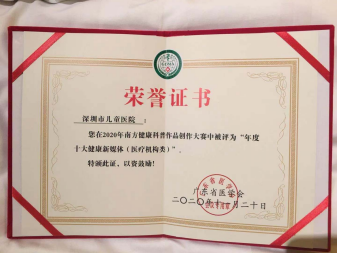 荣誉证书
深圳市儿童医院：
您在2020年南方健康科普作品创作大赛中被评为“年度
十大健康新媒体（医疗机构类）”。
特颁此证，以资鼓励！
广东省医学会
二〇二〇年十一月二十日